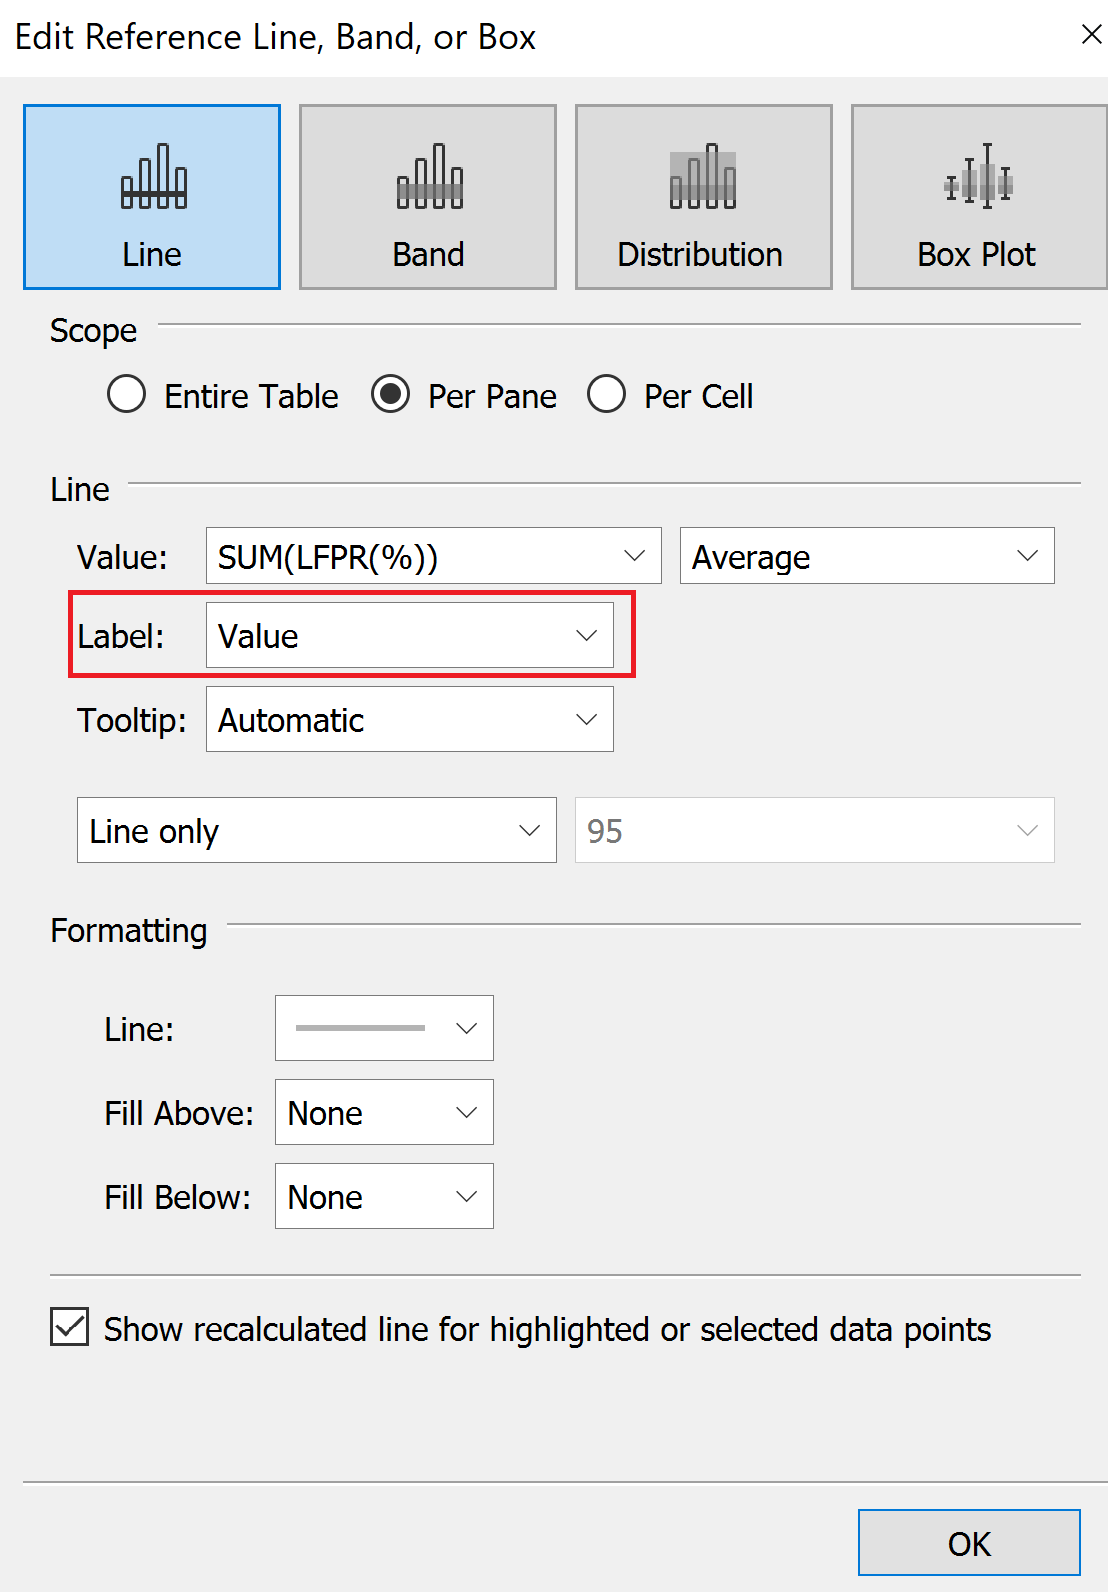 Edit Reference Line, Band, or Box
Line Band Distribution Box Plot
Scope
Entire Table Per Pane Per Cell
Line
Value: SUM(LFPR(%)) Average
Label: Value
Tooltip: Automatic
Line only 95
Formatting
Line:
Fill Above: None
Fill Below: None
Show recalculated line for highlighted or selected data points
OK